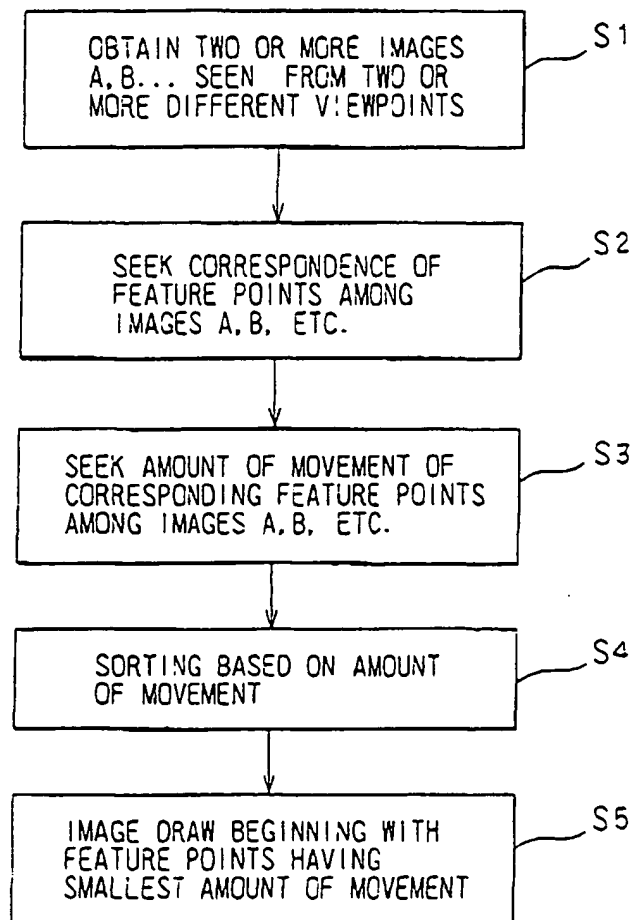 OBTAIN TWO OR MORE IMAGES
A,B... SEEN FROM TWO OR
MORE DIFFERENT VIEWPOINTS
S1
SEEK CORRESPONDENCE OF
FEATURE POINTS AMONG
IMAGES A,B, ETC.
S2
SEEK AMOUNT OF MOVEMENT OF
CORRESPONDING FEATURE POINTS
AMONG IMAGES A,B, ETC.
S3
SORTING BASED ON AMOUNT
OF MOVEMENT
S4
IMAGE DRAW BEGINNING WITH
FEATURE POINTS HAVING
SMALLEST AMOUNT OF MOVEMENT
S5